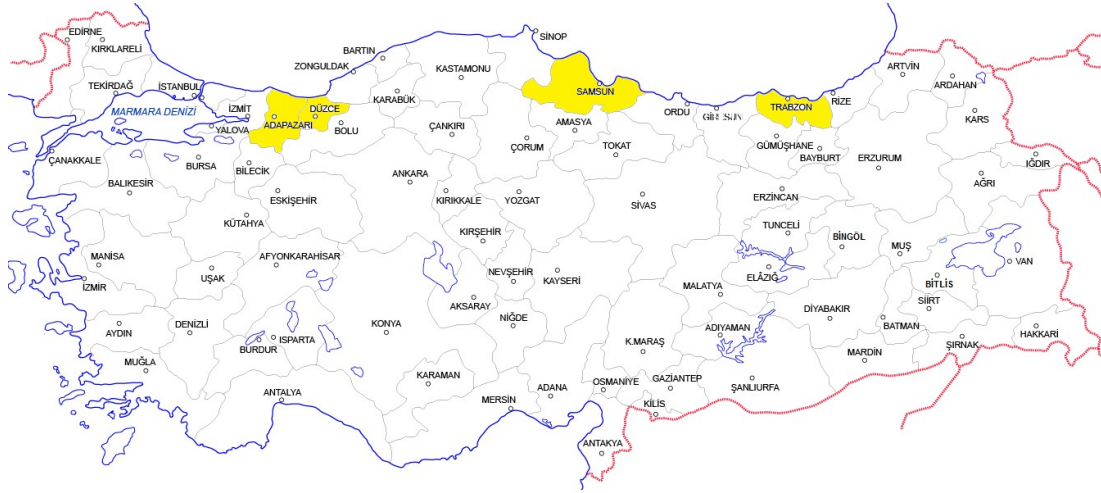 EDİRNE
KIRKLARELİ
TEKİRDAĞ
İSTANBUL
MARMARA DENİZİ
YALOVA
İZMİT
ADAPAZARI
DÜZCE
BOLU
ZONGULDAK
BARTIN
KARABÜK
KASTAMONU
SİNOP
SAMSUN
ÇANKIRI
ÇORUM
AMASYA
TOKAT
ORDU
GİRESUN
TRABZON
RİZE
ARTVİN
ARDAHAN
KARS
GÜMÜŞHANE
BAYBURT
ERZURUM
IĞDIR
AĞRI
ÇANAKKALE
BALIKESİR
BURSA
BİLECİK
ESKİŞEHİR
KÜTAHYA
ANKARA
KIRIKKALE
YOZGAT
SİVAS
ERZİNCAN
TUNCELİ
BİNGÖL
MUŞ
VAN
BİTLİS
SİİRT
MANİSA
İZMİR
UŞAK
AFYONKARAHİSAR
KIRŞEHİR
NEVŞEHİR
KAYSERİ
AKSARAY
NİĞDE
MALATYA
ELÂZIĞ
DİYABAKIR
BATMAN
ŞIRNAK
HAKKARİ
AYDIN
DENİZLİ
MUĞLA
BURDUR
ISPARTA
KONYA
KARAMAN
ANTALYA
MERSİN
ADANA
OSMANİYE
K.MARAŞ
ADIYAMAN
GAZİANTEP
KİLİS
ŞANLIURFA
MARDİN
ANTAKYA